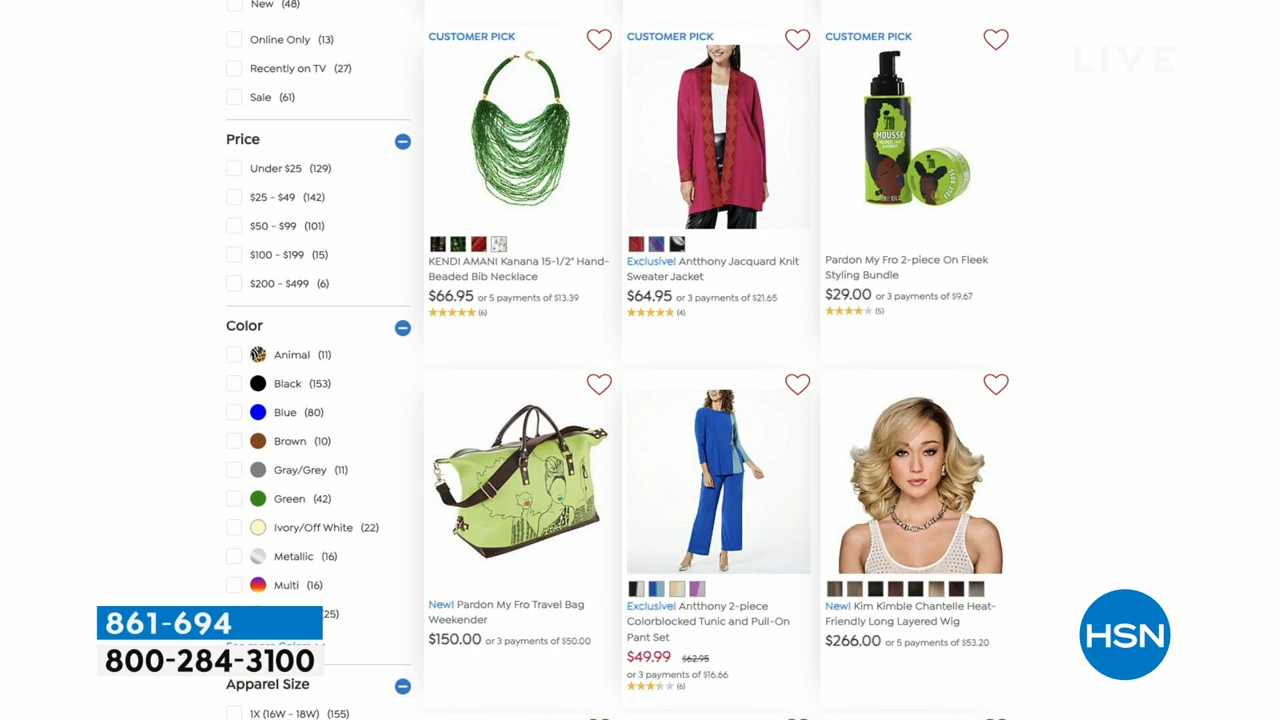 New (48)
Online Only (13)
Recently on TV (27)
Sale (61)
Price
Under $25 (129)
$25 - $49 (142)
$50 - $99 (101)
$100 - $199 (15)
$200 - $499 (6)
Color
Animal (11)
Black (153)
Blue (80)
Brown (10)
Gray/Grey (11)
Green (42)
Ivory/Off White (22)
Metallic (16)
Multi (16)
(25)
Apparel Size
1X (16W - 18W) (155)
861-694
800-284-3100
CUSTOMER PICK
KENDI AMANI Kanana 15-1/2" Hand-
Beaded Bib Necklace
$66.95 or 5 payments of $13.39
(6)
CUSTOMER PICK
Exclusive! Antthony Jacquard Knit
Sweater Jacket
$64.95 or 3 payments of $21.65
(4)
CUSTOMER PICK
MOUSSE
EDGE BOSS
Pardon My Fro 2-piece On Fleek
Styling Bundle
$29.00 or 3 payments of $9.67
(5)
New! Pardon My Fro Travel Bag
Weekender
$150.00 or 3 payments of $50.00
Exclusive! Antthony 2-piece
Colorblocked Tunic and Pull-On
Pant Set
$49.99 $62.95
or 3 payments of $16.66
(6)
New! Kim Kimble Chantelle Heat-
Friendly Long Layered Wig
$266.00 or 5 payments of $53.20
LIVE
HSN